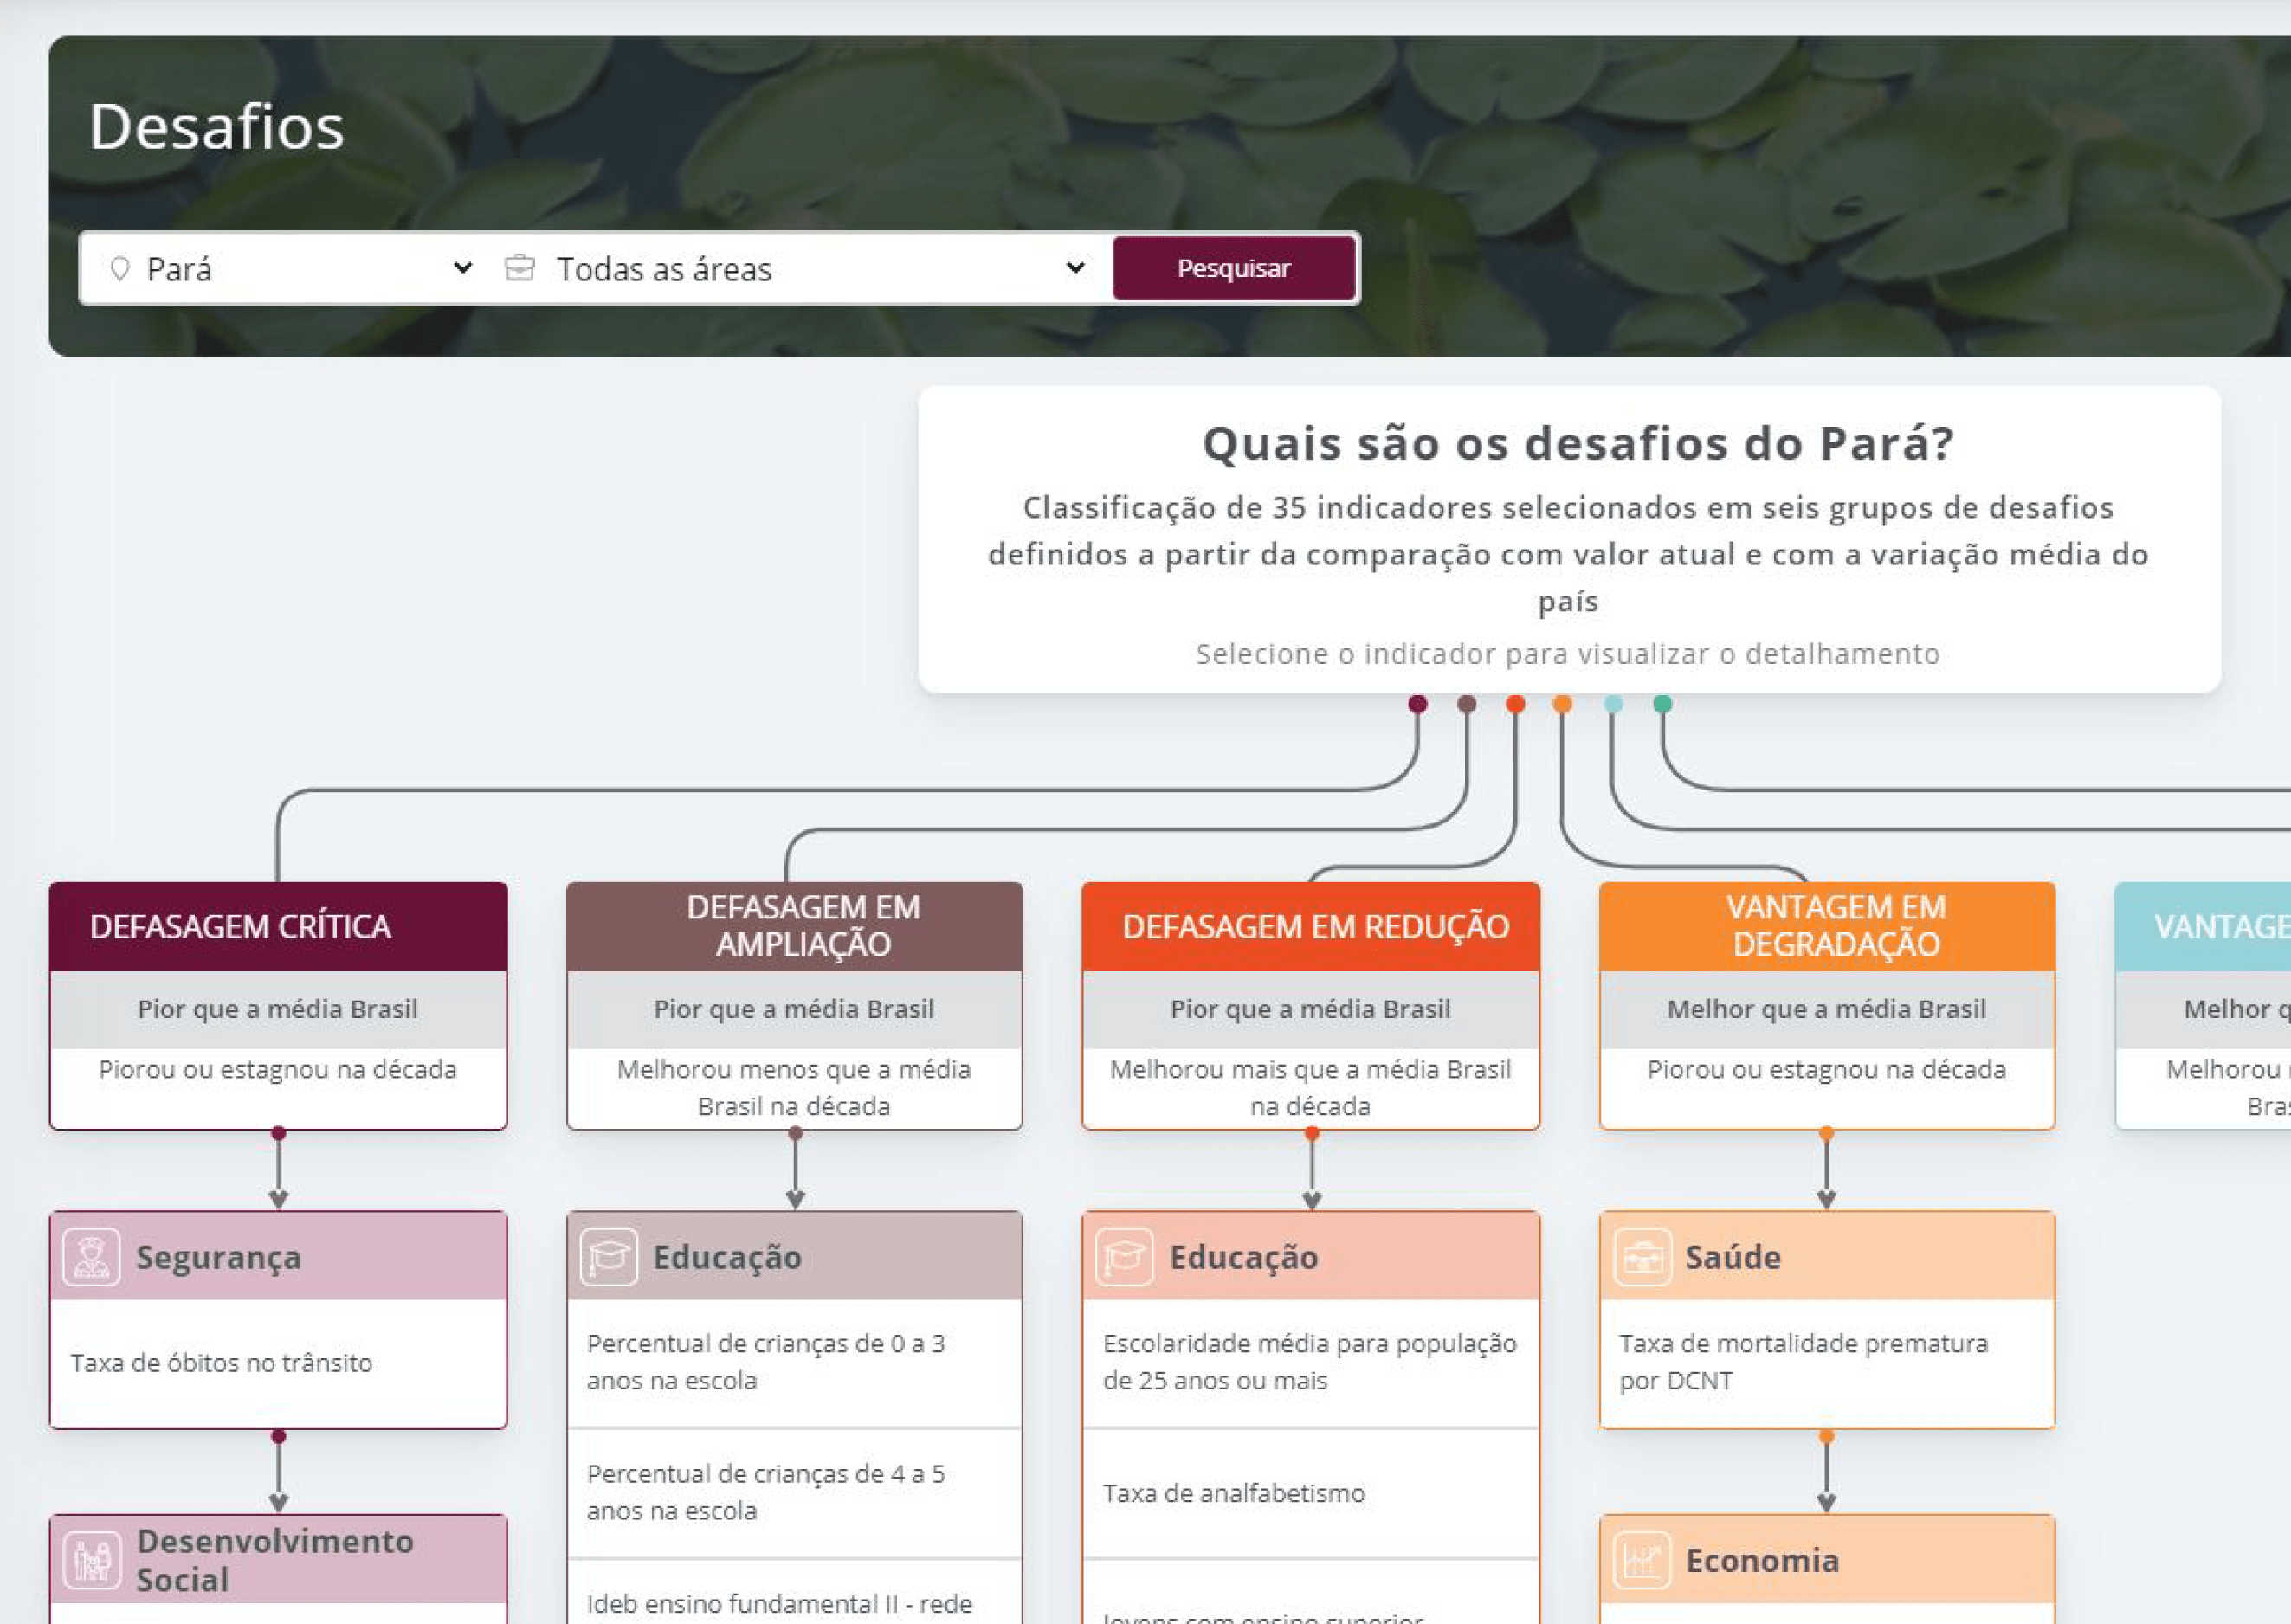 Desafios
Pará
Todas as áreas
Pesquisar
Quais são os desafios do Pará?
Classificação de 35 indicadores selecionados em seis grupos de desafios
definidos a partir da comparação com valor atual e com a variação média do
país
Selecione o indicador para visualizar o detalhamento
DEFASAGEM CRÍTICA
Pior que a média Brasil
Piorou ou estagnou na década
Segurança
Taxa de óbitos no trânsito
Desenvolvimento
Social
DEFASAGEM EM
AMPLIAÇÃO
Pior que a média Brasil
Melhorou menos que a média
Brasil na década
Educação
Percentual de crianças de 0 a 3
anos na escola
Percentual de crianças de 4 a 5
anos na escola
Ideb ensino fundamental II - rede
DEFASAGEM EM REDUÇÃO
Pior que a média Brasil
Melhorou mais que a média Brasil
na década
Educação
Escolaridade média para população
de 25 anos ou mais
Taxa de analfabetismo
Jovens com ensino superior
VANTAGEM EM
DEGRADAÇÃO
Melhor que a média Brasil
Piorou ou estagnou na década
Saúde
Taxa de mortalidade prematura
por DCNT
Economia
VANTAGE
Melhor q
Melhorou
Bras